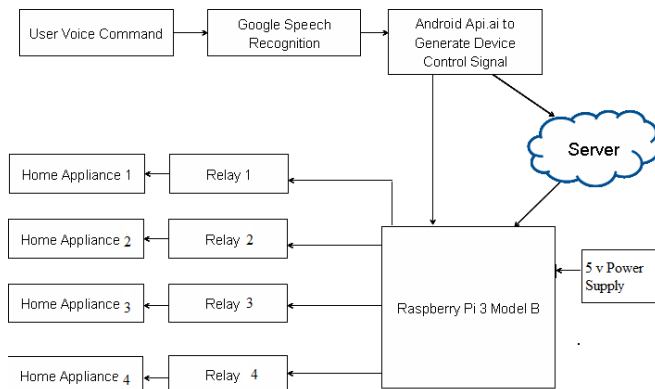 User Voice Command
Google Speech
Recognition
Android Api.ai to
Generate Device
Control Signal
Server
Home Appliance 1
Relay 1
Home Appliance 2
Relay 2
Home Appliance 3
Relay 3
Home Appliance 4
Relay 4
Raspberry Pi 3 Model B
5 v Power
Supply